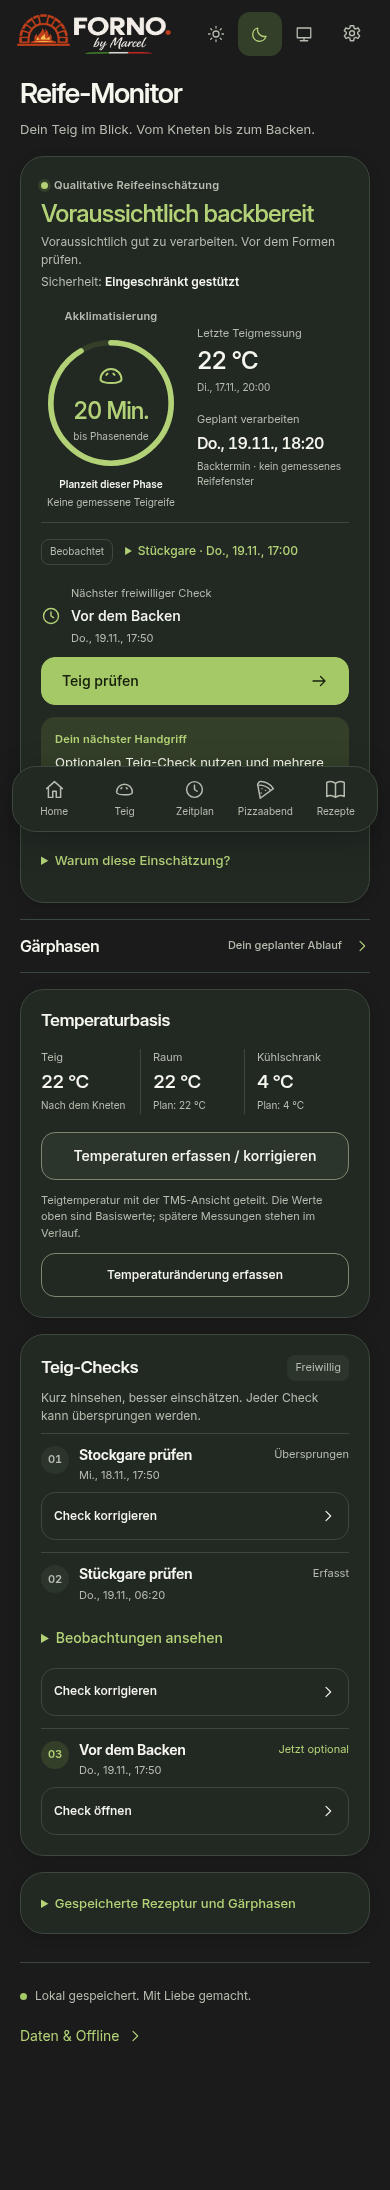 FORNO.
by Marcel
Reife-Monitor
Dein Teig im Blick. Vom Kneten bis zum Backen.
Qualitative Reifeeinschätzung
Voraussichtlich backbereit
Voraussichtlich gut zu verarbeiten. Vor dem Formen
prüfen.
Sicherheit: Eingeschränkt gestützt
Akklimatisierung
20 Min.
bis Phasenende
Planzeit dieser Phase
Keine gemessene Teigreife
Letzte Teigmessung
22 °C
Di., 17.11., 20:00
Geplant verarbeiten
Do., 19.11., 18:20
Backtermin · kein gemessenes
Reifefenster
Beobachtet
Stückgare · Do., 19.11., 17:00
Nächster freiwilliger Check
Vor dem Backen
Do., 19.11., 17:50
Teig prüfen
Dein nächster Handgriff
Optionalen Teig-Check nutzen und mehrere
Home
Teig
Zeitplan
Pizzaabend
Rezepte
Warum diese Einschätzung?
Gärphasen
Dein geplanter Ablauf
Temperaturbasis
Teig
22 °C
Nach dem Kneten
Raum
22 °C
Plan: 22 °C
Kühlschrank
4 °C
Plan: 4 °C
Temperaturen erfassen / korrigieren
Teigtemperatur mit der TM5-Ansicht geteilt. Die Werte
oben sind Basiswerte; spätere Messungen stehen im
Verlauf.
Temperaturänderung erfassen
Teig-Checks
Freiwillig
Kurz hinsehen, besser einschätzen. Jeder Check
kann übersprungen werden.
01
Stockgare prüfen
Übersprungen
Mi., 18.11., 17:50
Check korrigieren
02
Stückgare prüfen
Erfasst
Do., 19.11., 06:20
Beobachtungen ansehen
Check korrigieren
03
Vor dem Backen
Jetzt optional
Do., 19.11., 17:50
Check öffnen
Gespeicherte Rezeptur und Gärphasen
Lokal gespeichert. Mit Liebe gemacht.
Daten & Offline